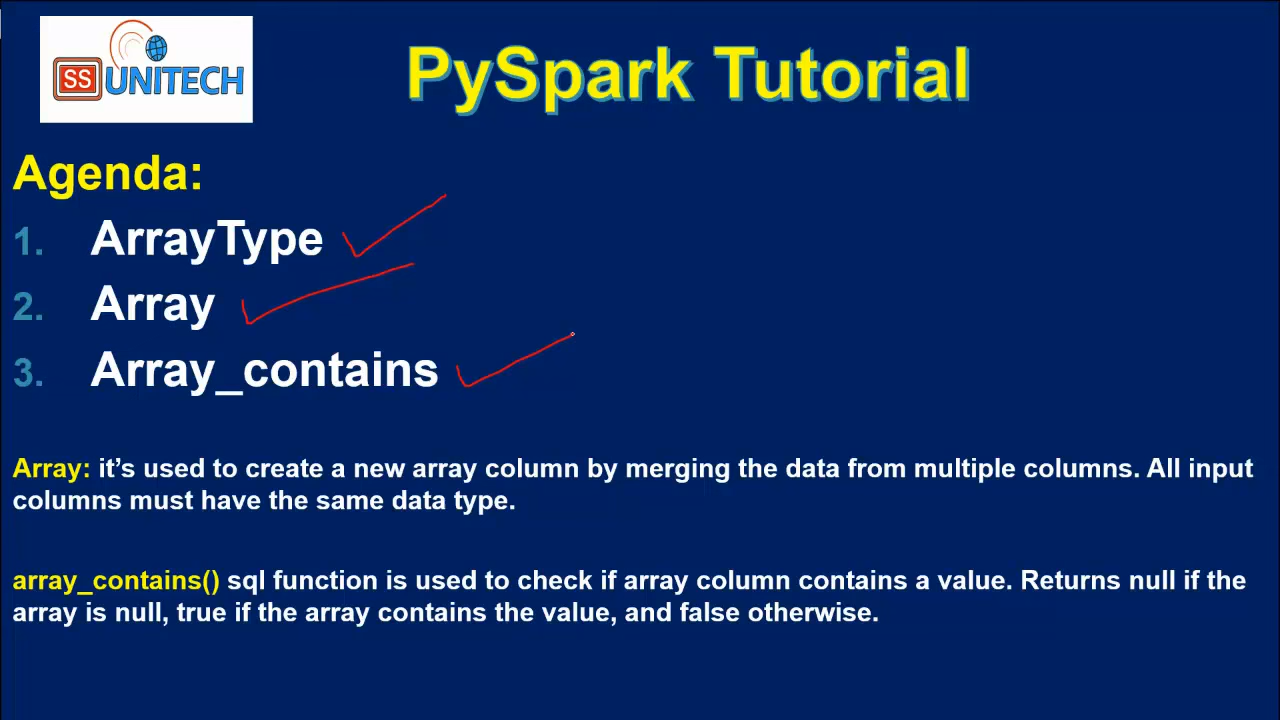 SS UNITECH
PySpark Tutorial
Agenda:
1. ArrayType
2. Array
3. Array_contains
Array: it’s used to create a new array column by merging the data from multiple columns. All input
columns must have the same data type.
array_contains() sql function is used to check if array column contains a value. Returns null if the
array is null, true if the array contains the value, and false otherwise.